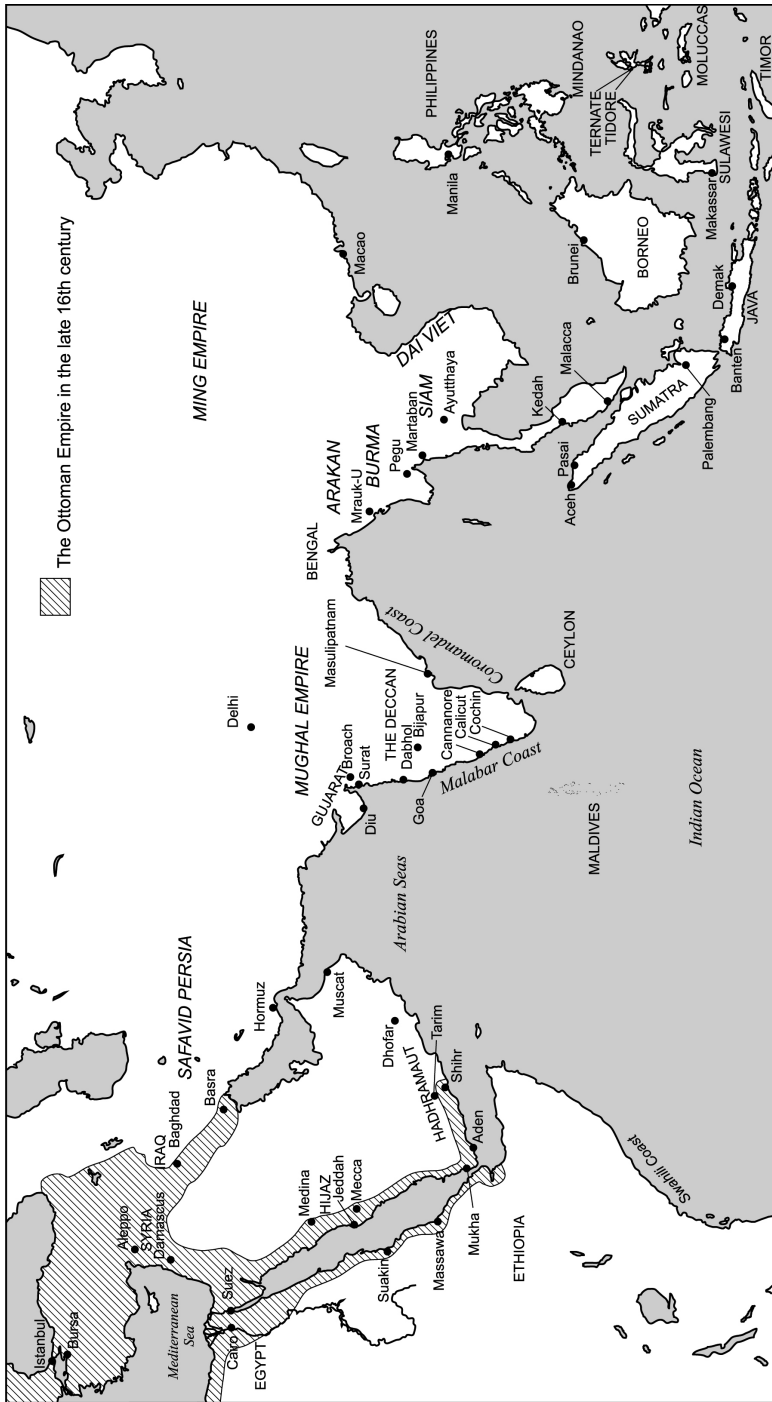 The Ottoman Empire in the late 16th century
Istanbul
Bursa
Mediterranean
Sea
Aleppo
SYRIA
Damascus
IRAQ
Baghdad
Basra
SAFAVID PERSIA
Hormuz
Cairo
EGYPT
Suez
Medina
HIJAZ
Jeddah
Mecca
Suakin
Massawa
Mukha
ETHIOPIA
Aden
HADHRAMAUT
Shihr
Tarim
Dhofar
Muscat
Arabian Seas
Swahili Coast
Delhi
MUGHAL EMPIRE
GUJARAT
Broach
Surat
Diu
THE DECCAN
Dabhol
Bijapur
Goa
Cannanore
Calicut
Cochin
Malabar Coast
Masulipatnam
Coromandel Coast
CEYLON
MALDIVES
Indian Ocean
BENGAL
ARAKAN
Mrauk-U
BURMA
Pegu
Martaban
SIAM
Ayutthaya
DAI VIET
MING EMPIRE
Macao
Kedah
Malacca
Aceh
Pasai
SUMATRA
Palembang
Banten
Demak
JAVA
Brunei
BORNEO
Manila
PHILIPPINES
MINDANAO
TERNATE
TIDORE
Makassar
SULAWESI
MOLUCCAS
TIMOR